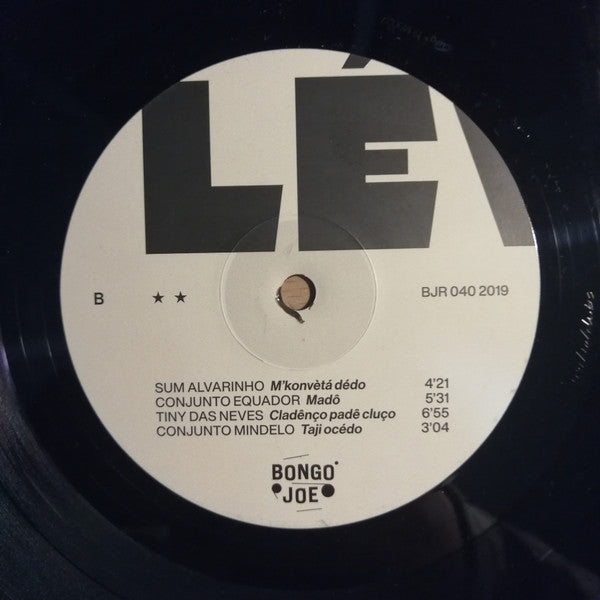 LÉ
B ★ ★ BJR 040 2019
SUM ALVARINHO M'konvètá dédo 4'21
CONJUNTO EQUADOR Madô 5'31
TINY DAS NEVES Cladênço padê cluço 6'55
CONJUNTO MINDELO Taji océdo 3'04
BONGO
JOE